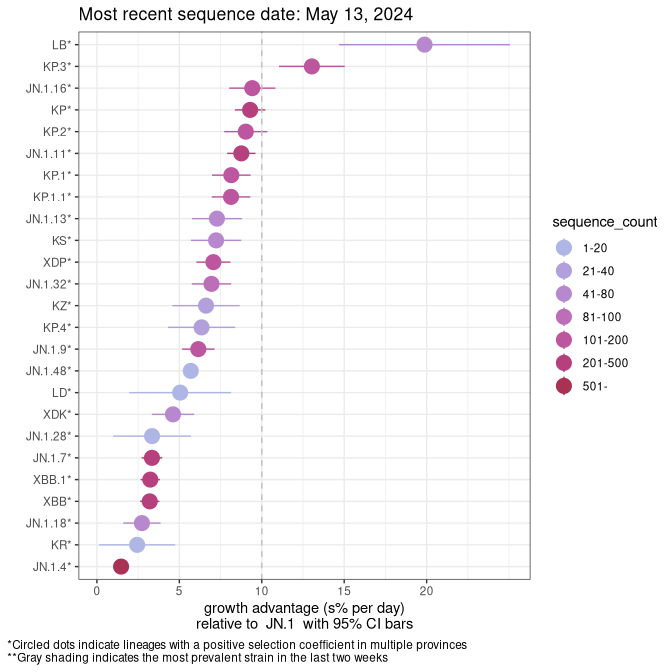 Most recent sequence date: May 13, 2024
LB*
KP.3*
JN.1.16*
KP*
KP.2*
JN.1.11*
KP.1*
KP.1.1*
JN.1.13*
KS*
XDP*
JN.1.32*
KZ*
KP.4*
JN.1.9*
JN.1.48*
LD*
XDK*
JN.1.28*
JN.1.7*
XBB.1*
XBB*
JN.1.18*
KR*
JN.1.4*
0 5 10 15 20
growth advantage (s% per day)
relative to JN.1 with 95% CI bars
sequence_count
1-20
21-40
41-80
81-100
101-200
201-500
501-
*Circled dots indicate lineages with a positive selection coefficient in multiple provinces
**Gray shading indicates the most prevalent strain in the last two weeks